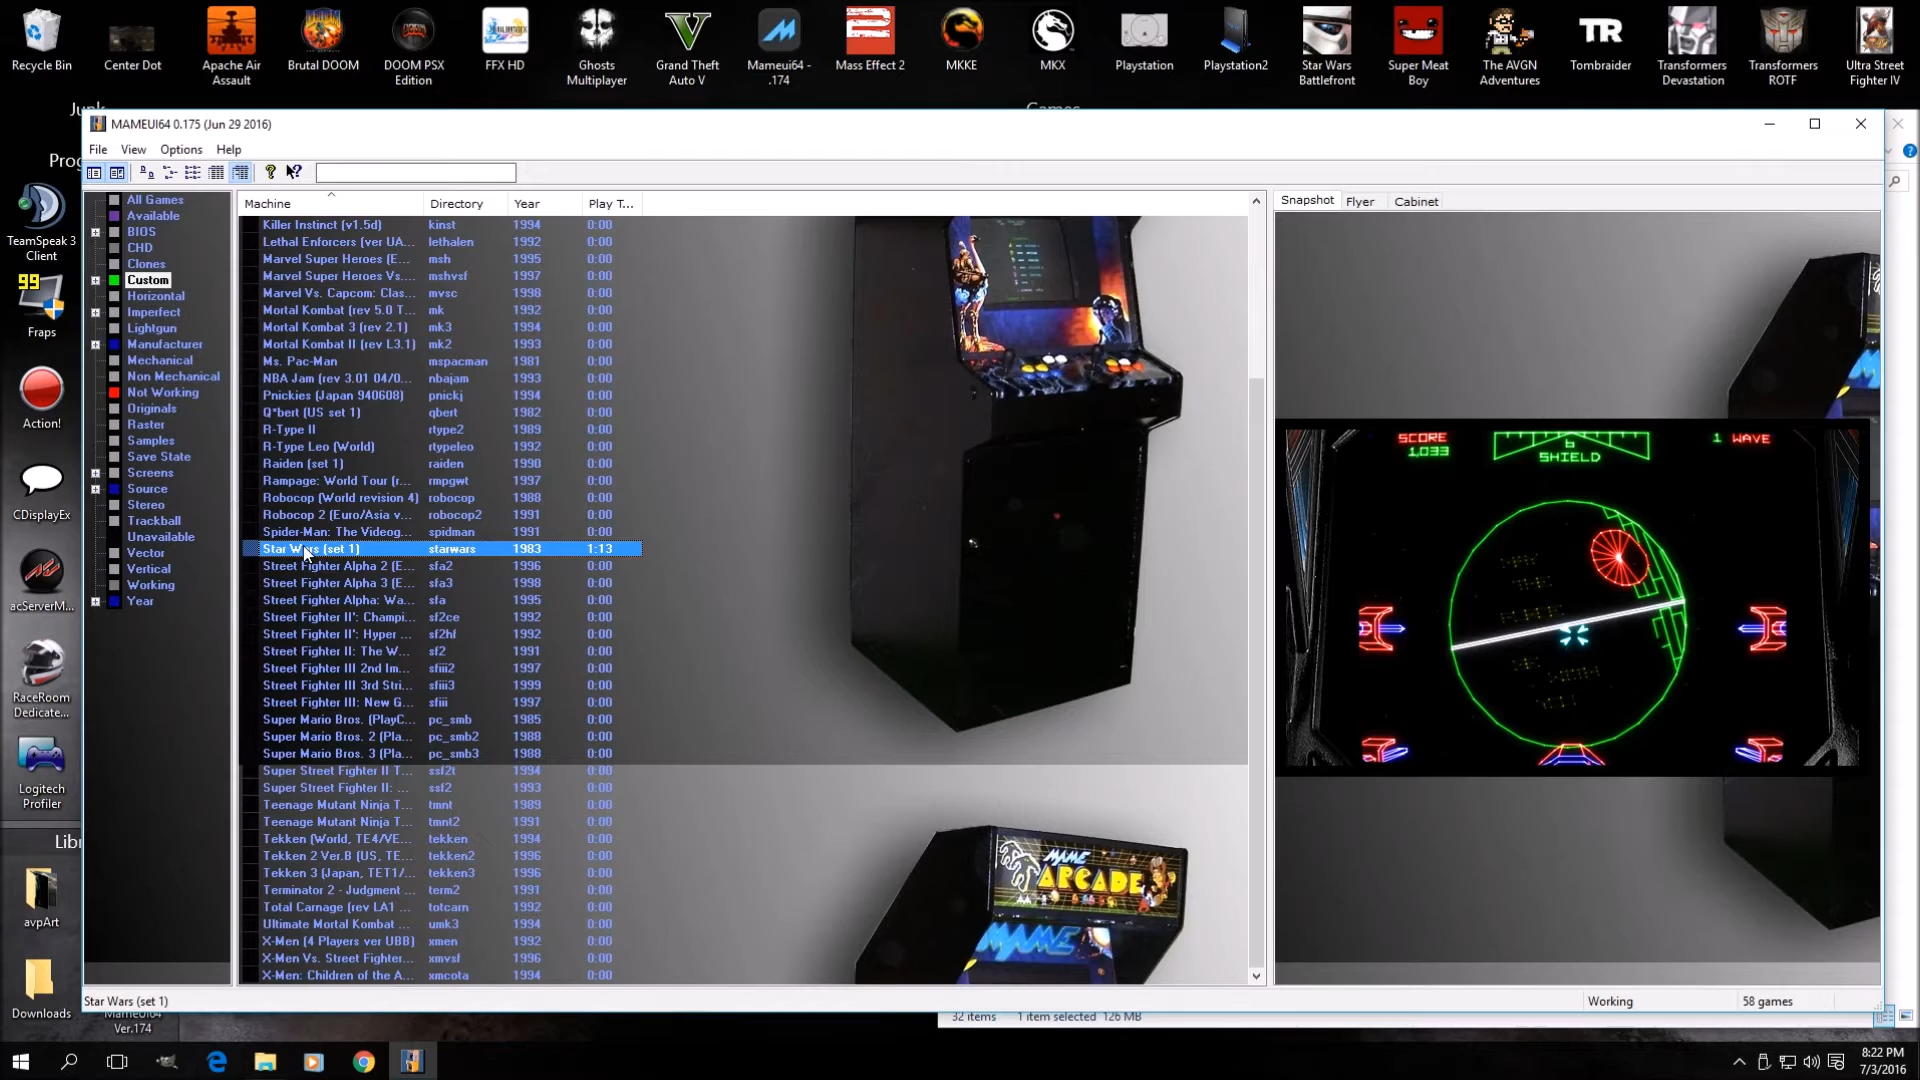 Recycle Bin
Center Dot
Apache Air
Assault
Brutal DOOM
DOOM PSX
Edition
FFX HD
Ghosts
Multiplayer
Grand Theft
Auto V
Mameui64 -
.174
Mass Effect 2
MKKE
MKX
Playstation
Playstation2
Star Wars
Battlefront
Super Meat
Boy
The AVGN
Adventures
TR
Tombraider
Transformers
Devastation
Transformers
ROTF
Ultra Street
Fighter IV
MAMEUI64 0.175 (Jun 29 2016)
File View Options Help
Prog
TeamSpeak 3
Client
99
Fraps
Action!
CDisplayEx
acServerM...
RaceRoom
Dedicate...
Logitech
Profiler
Libr
avpArt
Downloads
MameUI64
Ver.174
All Games
Available
BIOS
CHD
Clones
Custom
Horizontal
Imperfect
Lightgun
Manufacturer
Mechanical
Non Mechanical
Not Working
Originals
Raster
Samples
Save State
Screens
Source
Stereo
Trackball
Unavailable
Vector
Vertical
Working
Year
Machine Directory Year Play T...
Killer Instinct (v1.5d) kinst 1994 0:00
Lethal Enforcers (ver UA... lethalen 1992 0:00
Marvel Super Heroes (E... msh 1995 0:00
Marvel Super Heroes Vs.... mshvsf 1997 0:00
Marvel Vs. Capcom: Clas... mvsc 1998 0:00
Mortal Kombat (rev 5.0 T... mk 1992 0:00
Mortal Kombat 3 (rev 2.1) mk3 1994 0:00
Mortal Kombat II (rev L3.1) mk2 1993 0:00
Ms. Pac-Man mspacman 1981 0:00
NBA Jam (rev 3.01 04/0... nbajam 1993 0:00
Pnickies (Japan 940608) pnickj 1994 0:00
Q*bert (US set 1) qbert 1982 0:00
R-Type II rtype2 1989 0:00
R-Type Leo (World) rtypeleo 1992 0:00
Raiden (set 1) raiden 1990 0:00
Rampage: World Tour (r... rmpgwt 1997 0:00
Robocop (World revision 4) robocop 1988 0:00
Robocop 2 (Euro/Asia v... robocop2 1991 0:00
Spider-Man: The Videog... spidman 1991 0:00
Star Wars (set 1) starwars 1983 1:13
Street Fighter Alpha 2 (E... sfa2 1996 0:00
Street Fighter Alpha 3 (E... sfa3 1998 0:00
Street Fighter Alpha: Wa... sfa 1995 0:00
Street Fighter II': Champi... sf2ce 1992 0:00
Street Fighter II': Hyper ... sf2hf 1992 0:00
Street Fighter II: The W... sf2 1991 0:00
Street Fighter III 2nd Im... sfiii2 1997 0:00
Street Fighter III 3rd Stri... sfiii3 1999 0:00
Street Fighter III: New G... sfiii 1997 0:00
Super Mario Bros. (PlayC... pc_smb 1985 0:00
Super Mario Bros. 2 (Pla... pc_smb2 1988 0:00
Super Mario Bros. 3 (Pla... pc_smb3 1988 0:00
Super Street Fighter II T... ssf2t 1994 0:00
Super Street Fighter II: ... ssf2 1993 0:00
Teenage Mutant Ninja T... tmnt 1989 0:00
Teenage Mutant Ninja T... tmnt2 1991 0:00
Tekken (World, TE4/VE... tekken 1994 0:00
Tekken 2 Ver.B (US, TE... tekken2 1996 0:00
Tekken 3 (Japan, TET1/... tekken3 1996 0:00
Terminator 2 - Judgment ... term2 1991 0:00
Total Carnage (rev LA1 ... totcarn 1992 0:00
Ultimate Mortal Kombat ... umk3 1994 0:00
X-Men (4 Players ver UBB) xmen 1992 0:00
X-Men Vs. Street Fighter... xmvsf 1996 0:00
X-Men: Children of the A... xmcota 1994 0:00
MAME
ARCADE
MAME
Snapshot Flyer Cabinet
SCORE
1,033
6
SHIELD
1 WAVE
Star Wars (set 1)
Working
58 games
32 items 1 item selected 126 MB
8:22 PM
7/3/2016